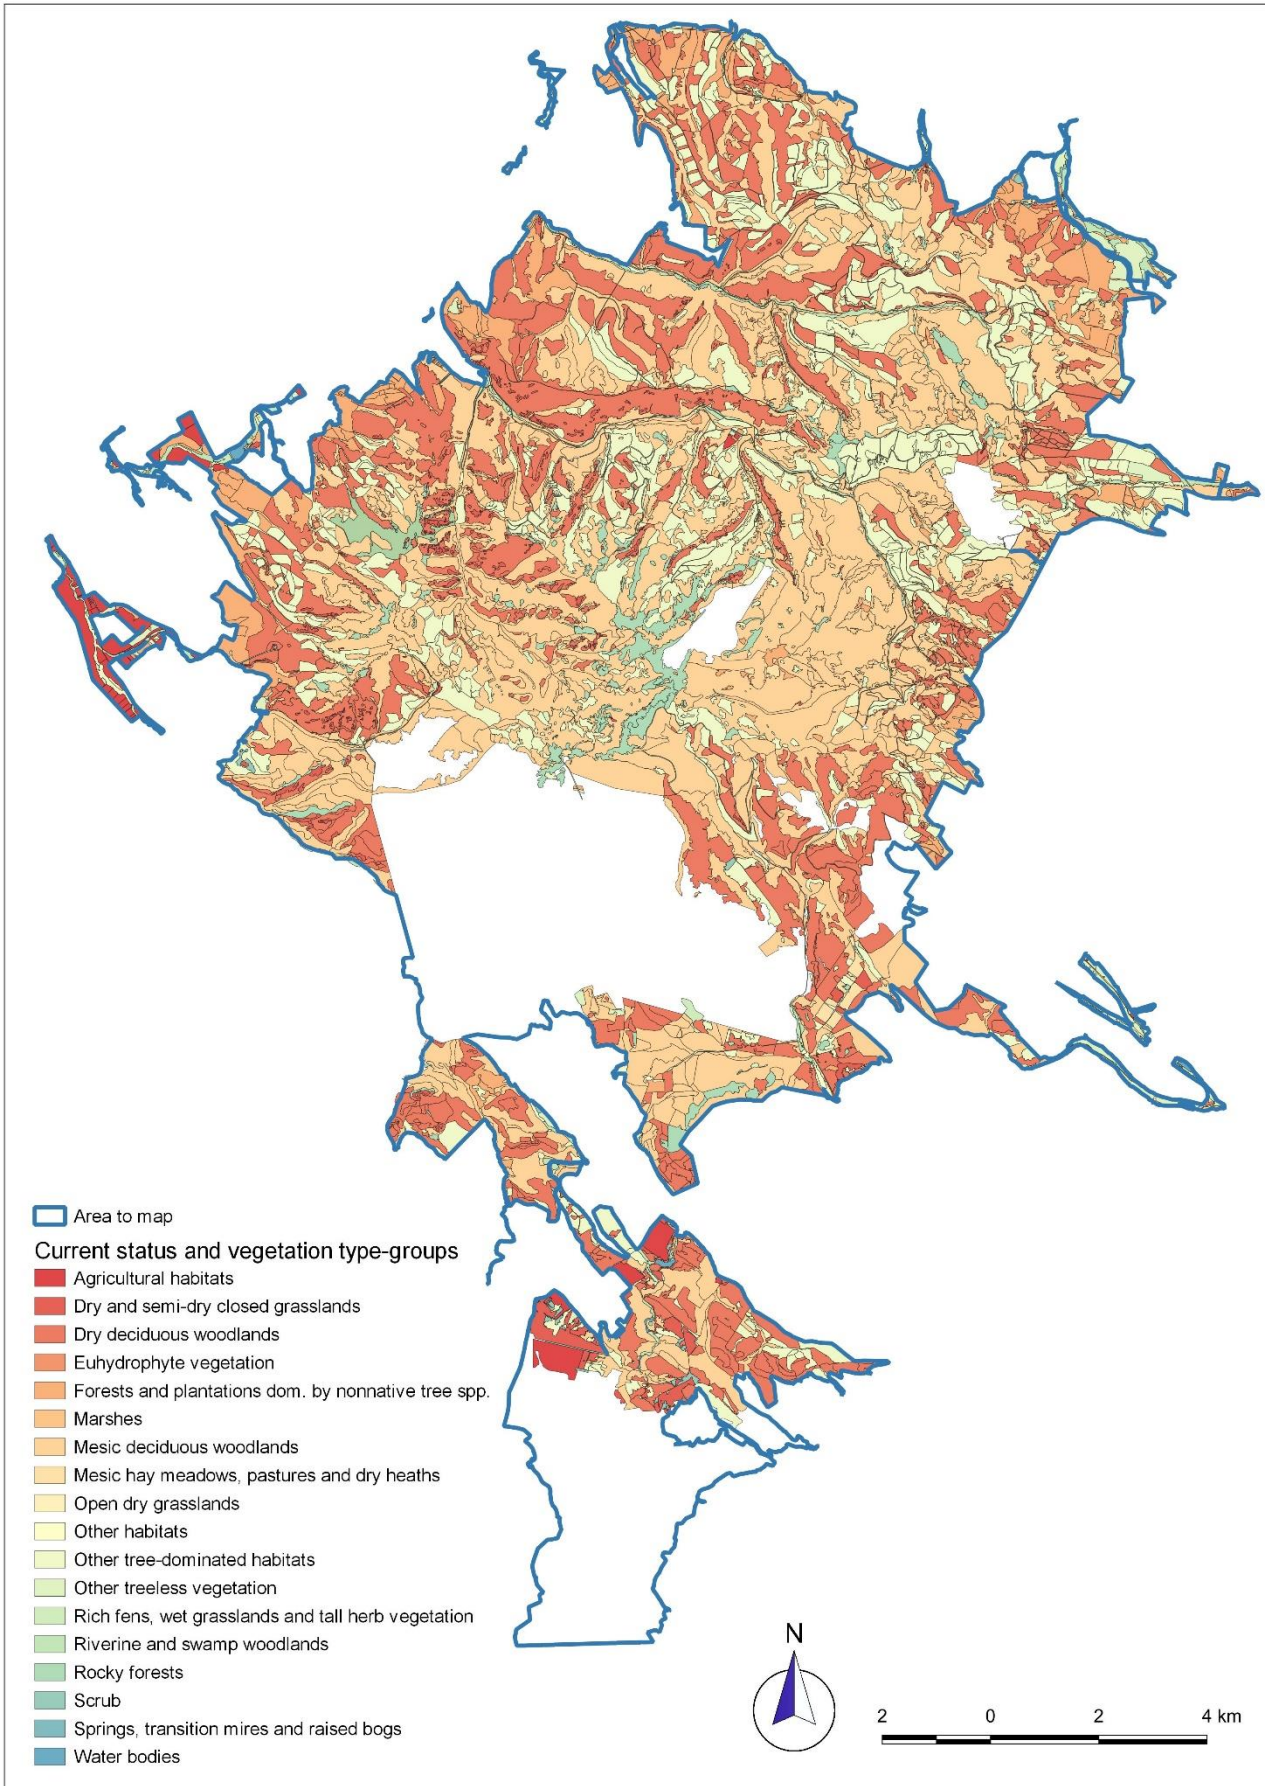 Area to map
Current status and vegetation type-groups
Agricultural habitats
Dry and semi-dry closed grasslands
Dry deciduous woodlands
Euhydrophyte vegetation
Forests and plantations dom. by nonnative tree spp.
Marshes
Mesic deciduous woodlands
Mesic hay meadows, pastures and dry heaths
Open dry grasslands
Other habitats
Other tree-dominated habitats
Other treeless vegetation
Rich fens, wet grasslands and tall herb vegetation
Riverine and swamp woodlands
Rocky forests
Scrub
Springs, transition mires and raised bogs
Water bodies
N
2 0 2 4 km